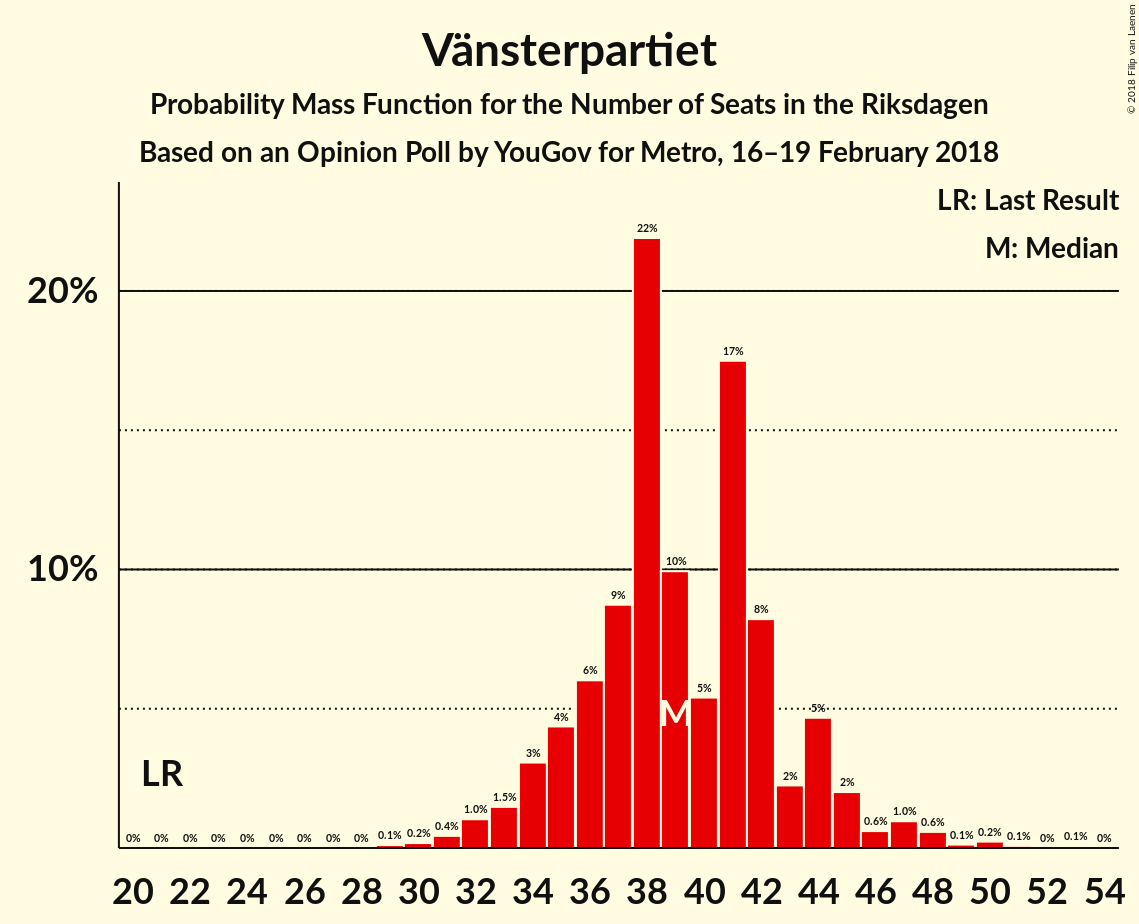 Vänsterpartiet
Probability Mass Function for the Number of Seats in the Riksdagen
Based on an Opinion Poll by YouGov for Metro, 16–19 February 2018
© 2018 Filip van Laenen
LR: Last Result
M: Median
22%
20%
17%
10%
10%
9%
8%
6%
5%
5%
4%
M
3%
LR
2%
2%
0% 0% 0% 0% 0% 0% 0% 0% 0% 0.1% 0.2% 0.4% 1.0% 1.5% 0.6% 1.0% 0.6% 0.1% 0.2% 0.1% 0% 0.1% 0%
20 22 24 26 28 30 32 34 36 38 40 42 44 46 48 50 52 54